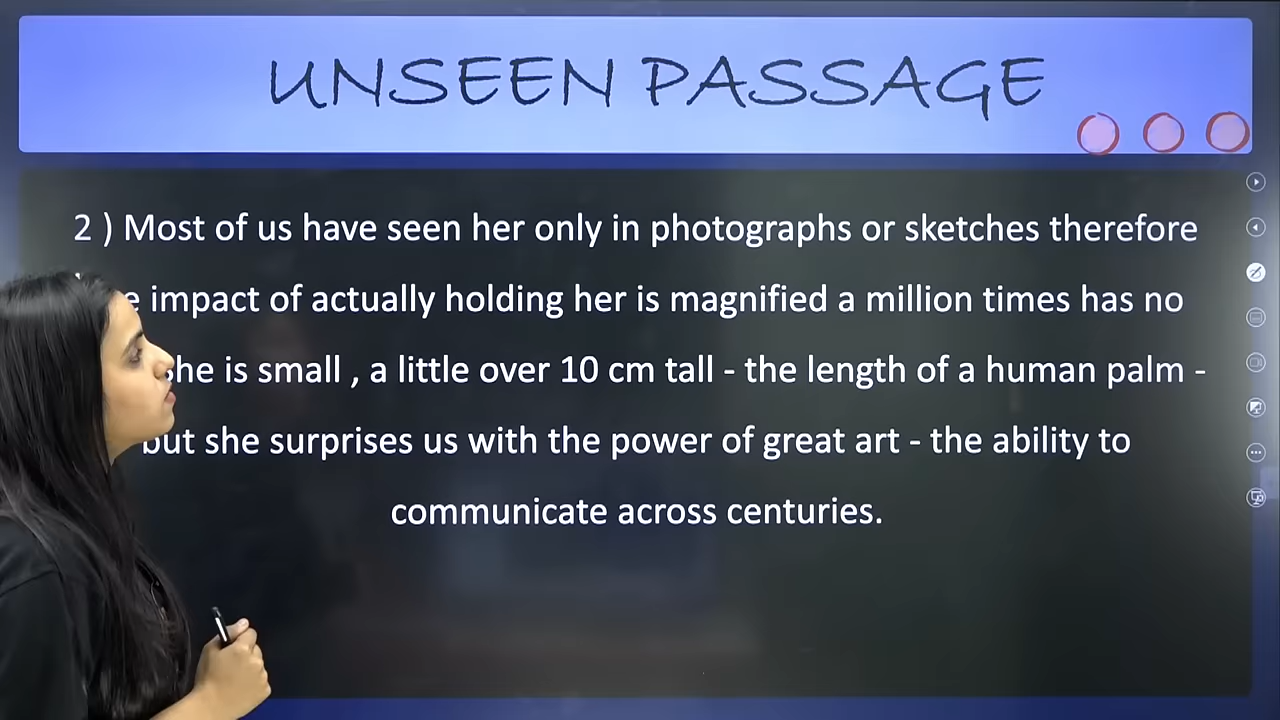 UNSEEN PASSAGE
2 ) Most of us have seen her only in photographs or sketches therefore
impact of actually holding her is magnified a million times has no
she is small , a little over 10 cm tall - the length of a human palm -
but she surprises us with the power of great art - the ability to
communicate across centuries.